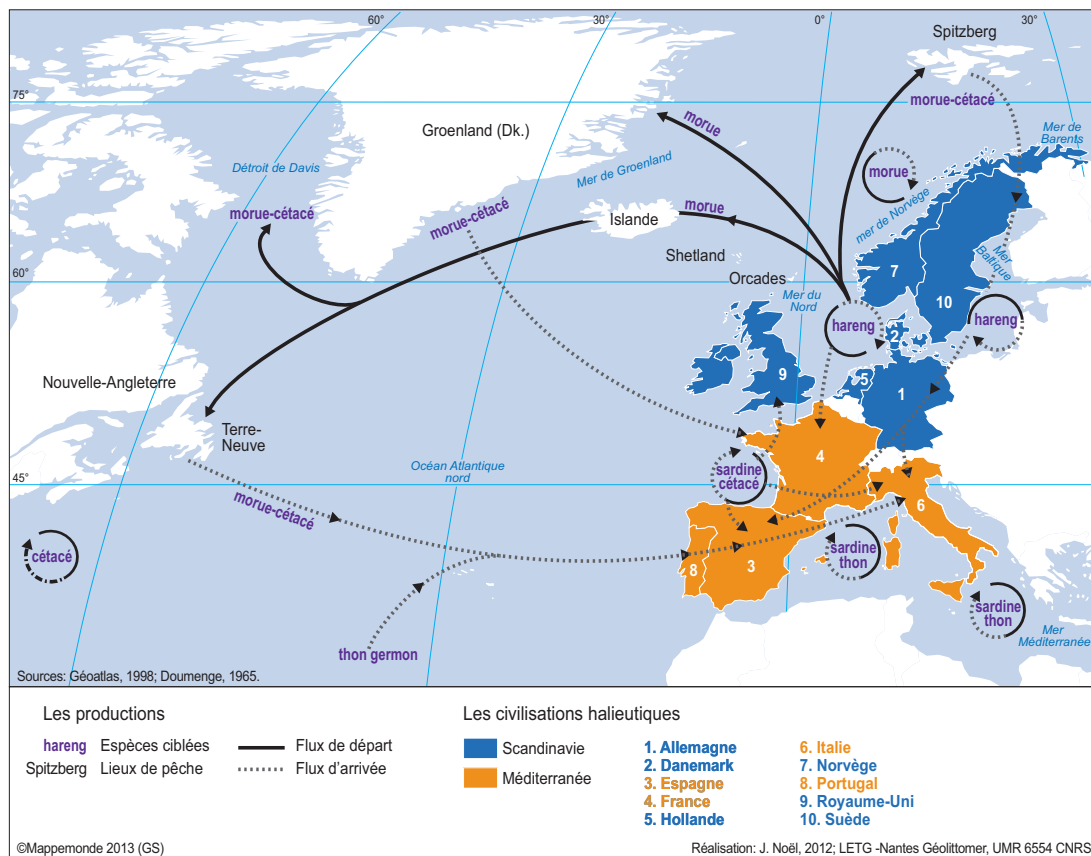 60°
30°
0°
30°
Spitzberg
75°
morue-cétacé
Groenland (Dk.)
morue
Mer de
Barents
Détroit de Davis
Mer de Groenland
morue
morue-cétacé
morue-cétacé
morue
Islande
mer de Norvège
Shetland
Mer
Baltique
60°
Orcades
7
Mer du
Nord
10
hareng
hareng
2
Nouvelle-Angleterre
9
5
1
Terre-
Neuve
4
Océan Atlantique
nord
sardine
cétacé
45°
morue-cétacé
6
cétacé
sardine
thon
8
3
sardine
thon
Mer
Méditerranée
thon germon
Sources: Géoatlas, 1998; Doumenge, 1965.
Les productions
hareng Espèces ciblées
Spitzberg Lieux de pêche
Flux de départ
Flux d'arrivée
Les civilisations halieutiques
Scandinavie
Méditerranée
1. Allemagne
2. Danemark
3. Espagne
4. France
5. Hollande
6. Italie
7. Norvège
8. Portugal
9. Royaume-Uni
10. Suède
©Mappemonde 2013 (GS)
Réalisation: J. Noël, 2012; LETG -Nantes Géolittomer, UMR 6554 CNRS